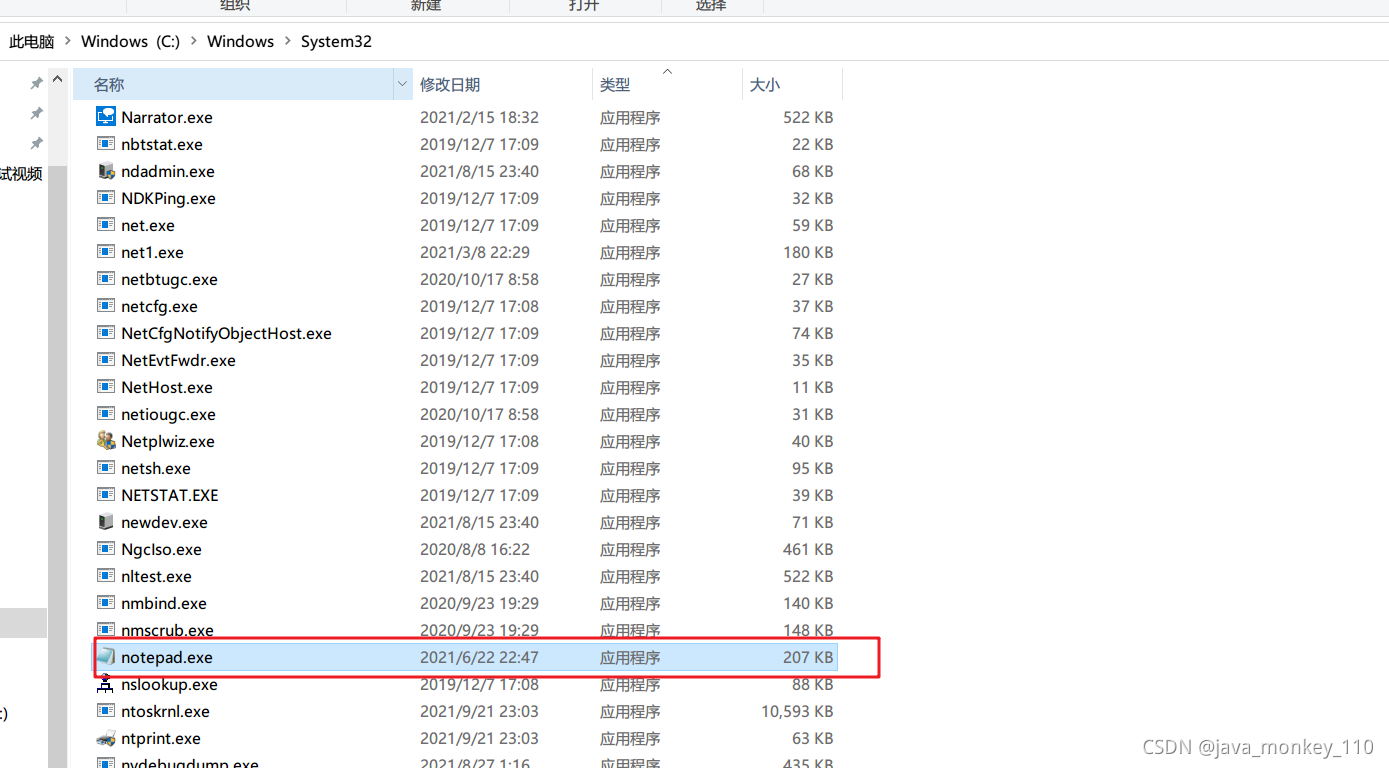 组织 新建 打开 选择
此电脑 > Windows (C:) > Windows > System32
名称 修改日期 类型 大小
Narrator.exe 2021/2/15 18:32 应用程序 522 KB
nbtstat.exe 2019/12/7 17:09 应用程序 22 KB
ndadmin.exe 2021/8/15 23:40 应用程序 68 KB
试视频
NDKPing.exe 2019/12/7 17:09 应用程序 32 KB
net.exe 2019/12/7 17:09 应用程序 59 KB
net1.exe 2021/3/8 22:29 应用程序 180 KB
netbtugc.exe 2020/10/17 8:58 应用程序 27 KB
netcfg.exe 2019/12/7 17:08 应用程序 37 KB
NetCfgNotifyObjectHost.exe 2019/12/7 17:09 应用程序 74 KB
NetEvtFwdr.exe 2019/12/7 17:09 应用程序 35 KB
NetHost.exe 2019/12/7 17:09 应用程序 11 KB
netiougc.exe 2020/10/17 8:58 应用程序 31 KB
Netplwiz.exe 2019/12/7 17:08 应用程序 40 KB
netsh.exe 2019/12/7 17:09 应用程序 95 KB
NETSTAT.EXE 2019/12/7 17:09 应用程序 39 KB
newdev.exe 2021/8/15 23:40 应用程序 71 KB
NgcIso.exe 2020/8/8 16:22 应用程序 461 KB
nltest.exe 2021/8/15 23:40 应用程序 522 KB
nmbind.exe 2020/9/23 19:29 应用程序 140 KB
nmscrub.exe 2020/9/23 19:29 应用程序 148 KB
notepad.exe 2021/6/22 22:47 应用程序 207 KB
nslookup.exe 2019/12/7 17:08 应用程序 88 KB
:)
ntoskrnl.exe 2021/9/21 23:03 应用程序 10,593 KB
ntprint.exe 2021/9/21 23:03 应用程序 63 KB
nvdebugdump.exe 2021/8/27 1:16 应用程序 435 KB
CSDN @java_monkey_110